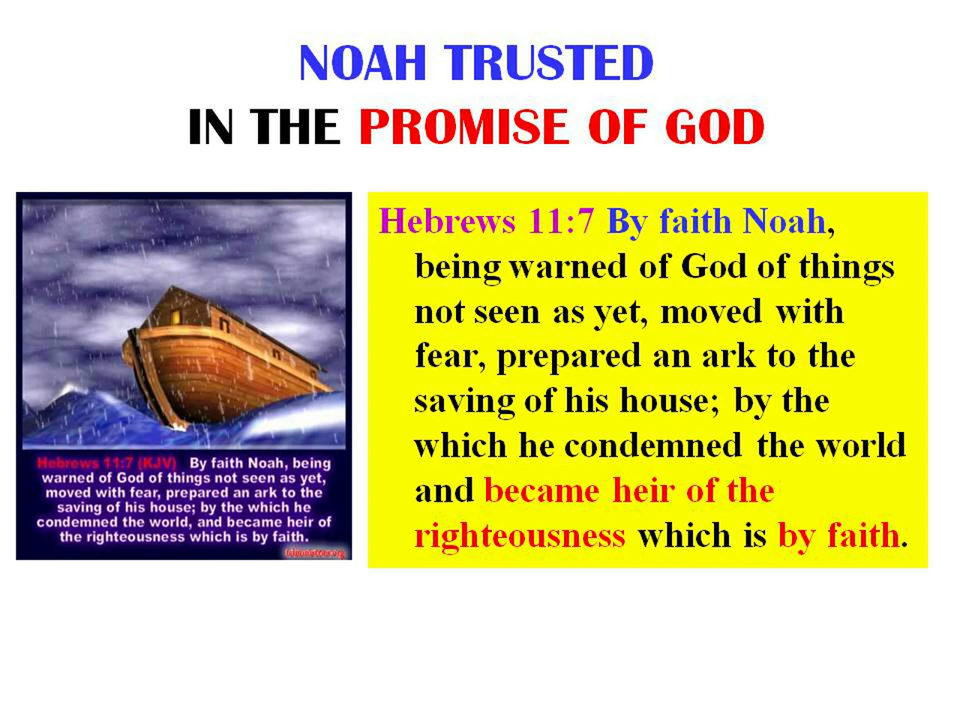 NOAH TRUSTED
IN THE PROMISE OF GOD
Hebrews 11:7 (KJV) By faith Noah, being
warned of God of things not seen as yet,
moved with fear, prepared an ark to the
saving of his house; by the which he
condemned the world, and became heir of
the righteousness which is by faith.
Hebrews 11:7 By faith Noah,
being warned of God of things
not seen as yet, moved with
fear, prepared an ark to the
saving of his house; by the
which he condemned the world
and became heir of the
righteousness which is by faith.